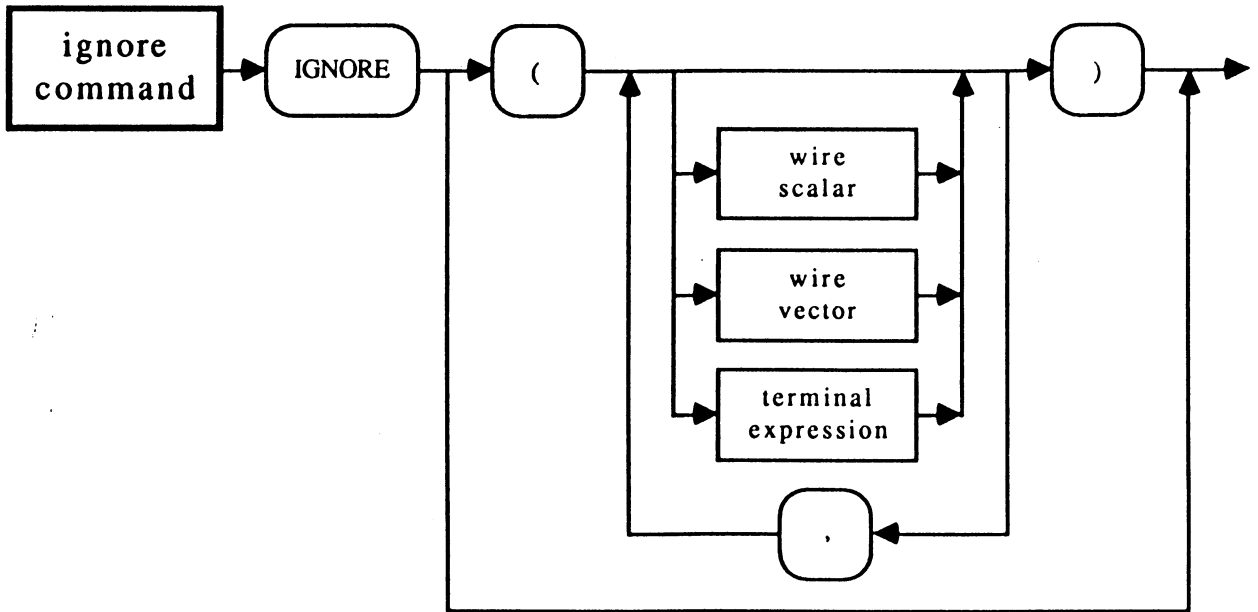 ignore
command
IGNORE
(
)
wire
scalar
wire
vector
terminal
expression
,